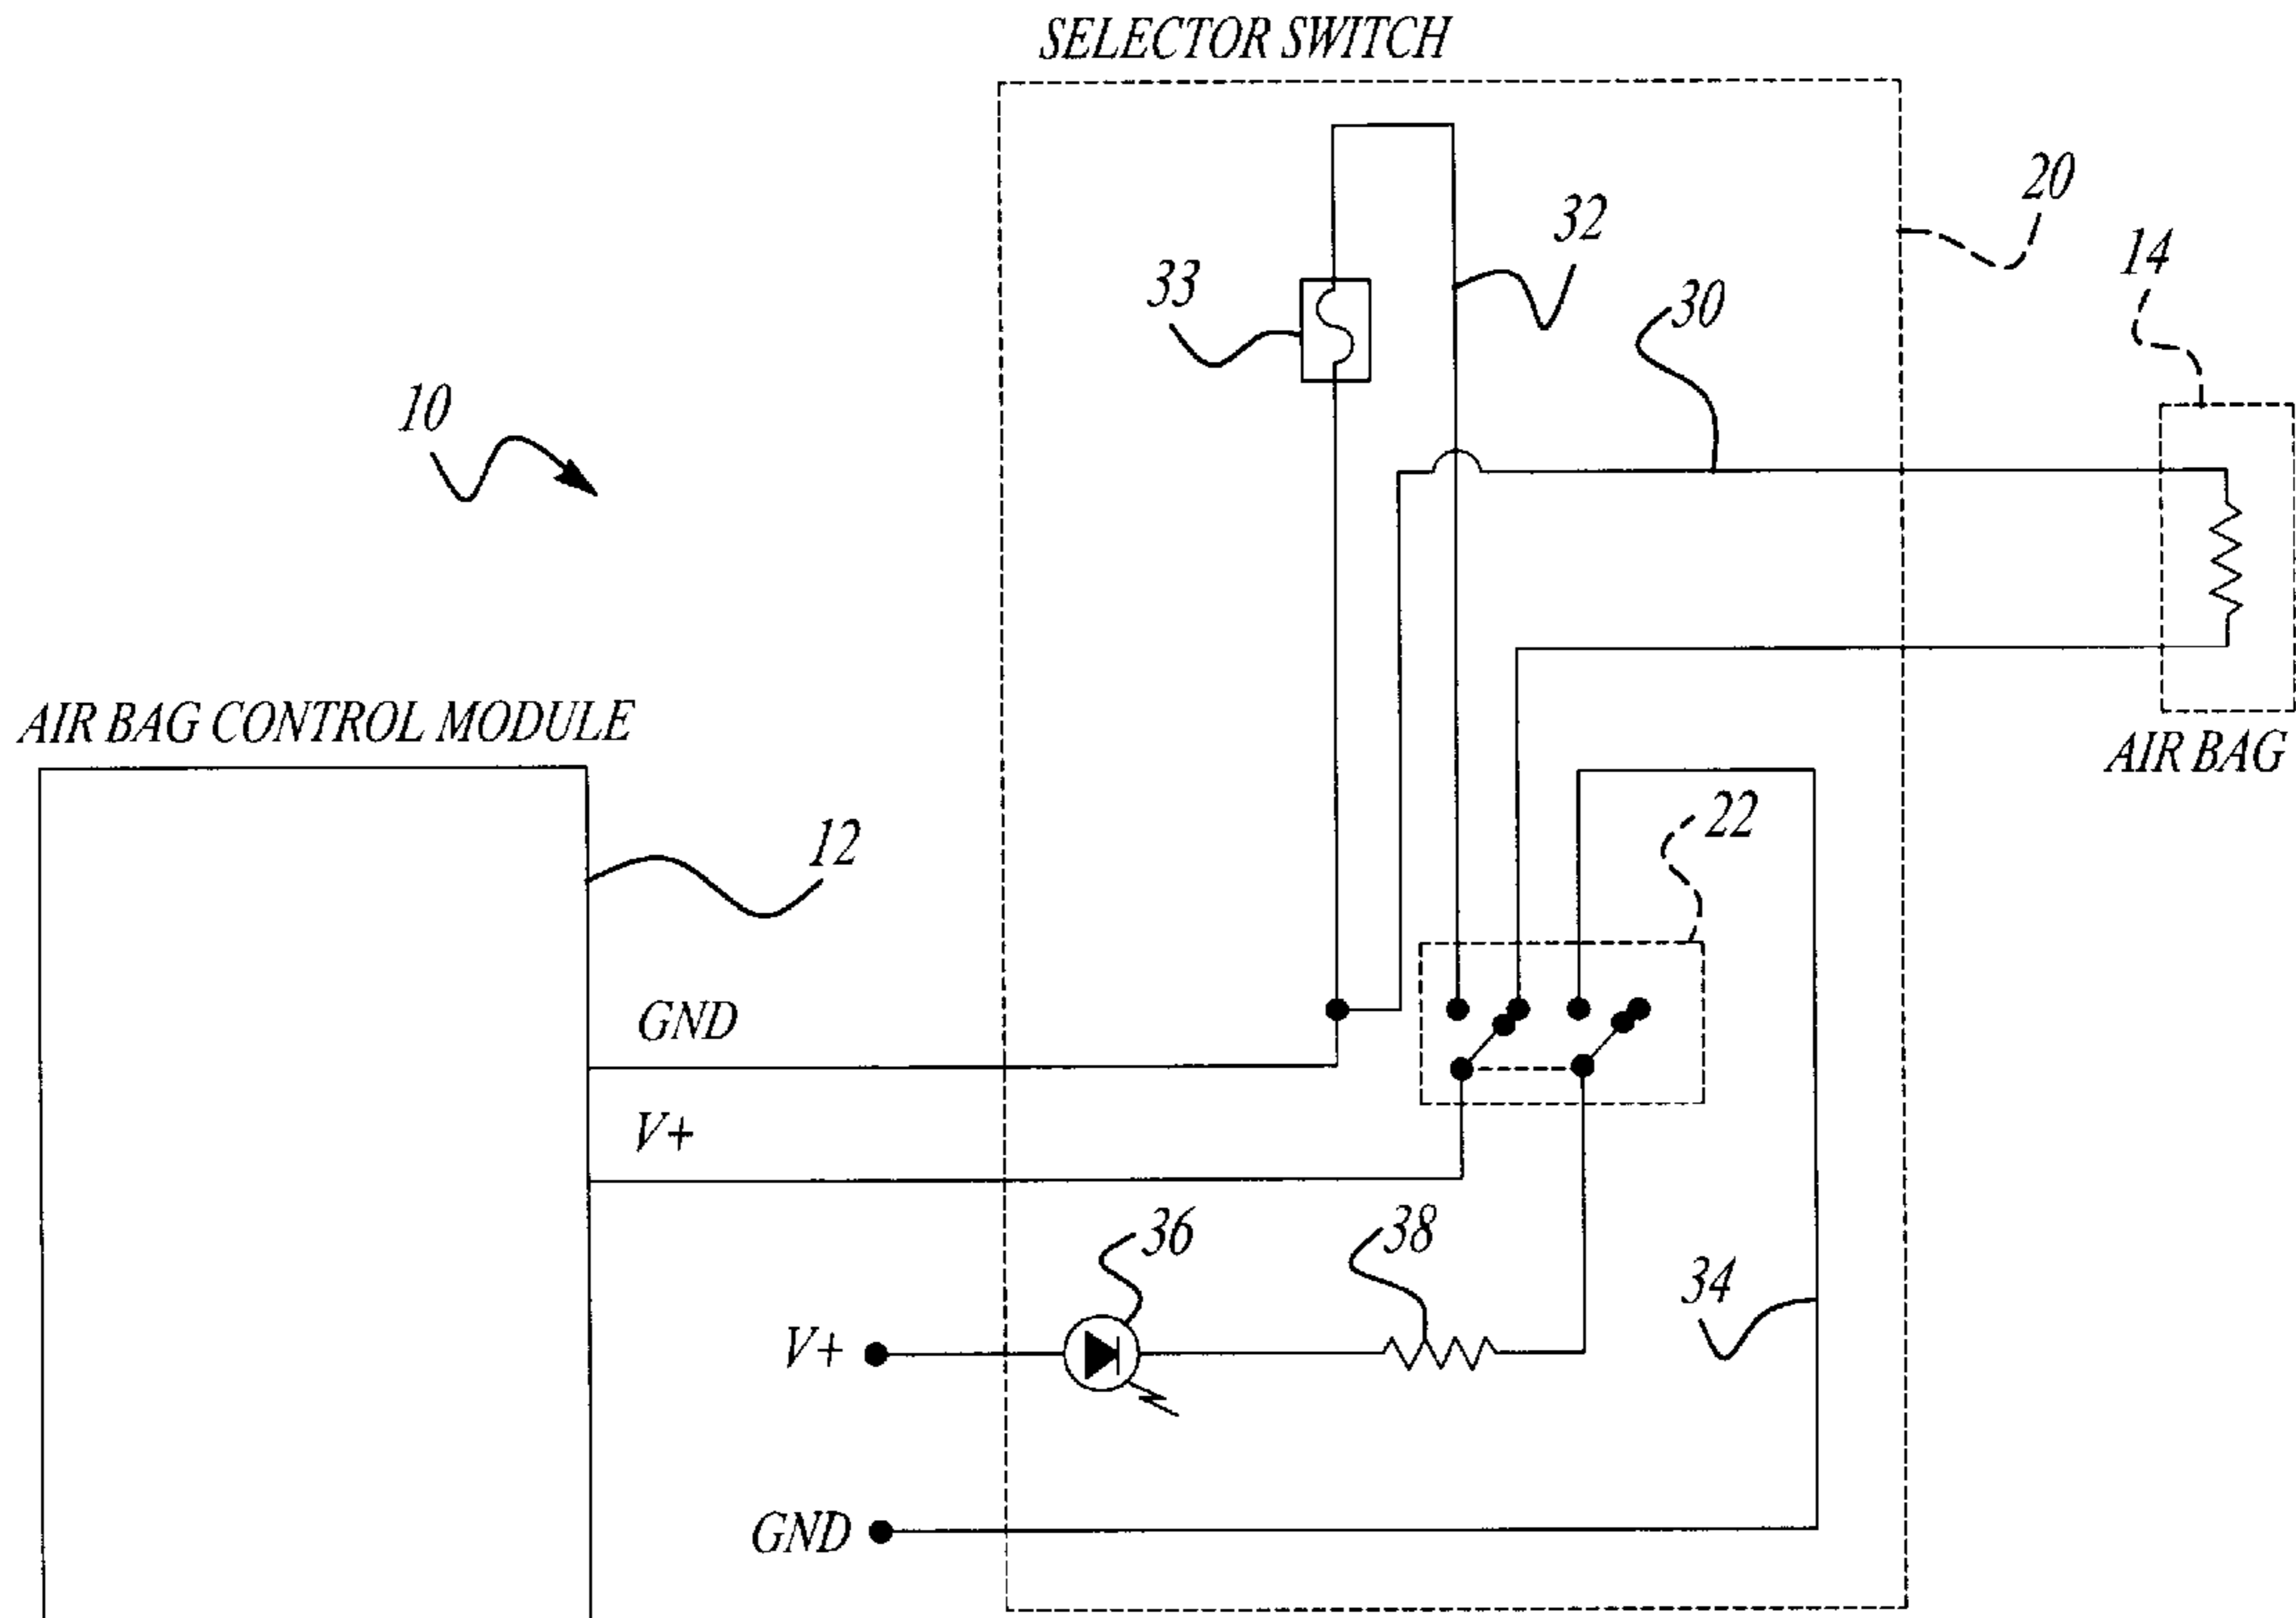 SELECTOR SWITCH
20
32
14
33
30
10
AIR BAG CONTROL MODULE
AIR BAG
22
12
GND
V+
36
38
34
V+
GND